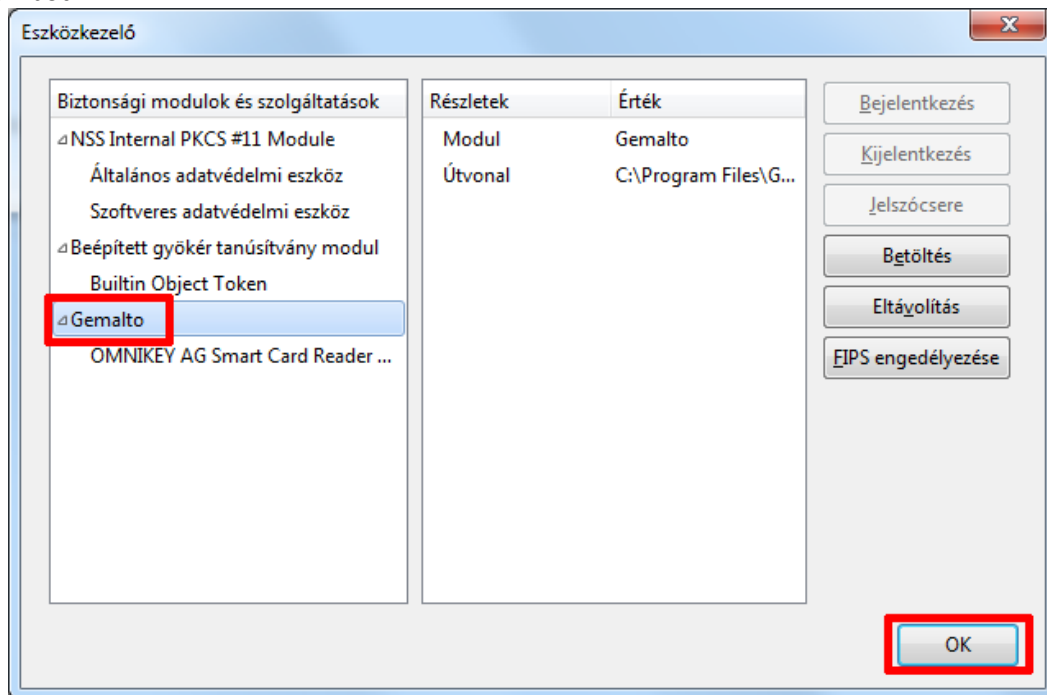 Eszközkezelő
Biztonsági modulok és szolgáltatások
NSS Internal PKCS #11 Module
Általános adatvédelmi eszköz
Szoftveres adatvédelmi eszköz
Beépített gyökér tanúsítvány modul
Builtin Object Token
Gemalto
OMNIKEY AG Smart Card Reader ...
Részletek Érték
Modul Gemalto
Útvonal C:\Program Files\G...
Bejelentkezés
Kijelentkezés
Jelszócsere
Betöltés
Eltávolítás
FIPS engedélyezése
OK